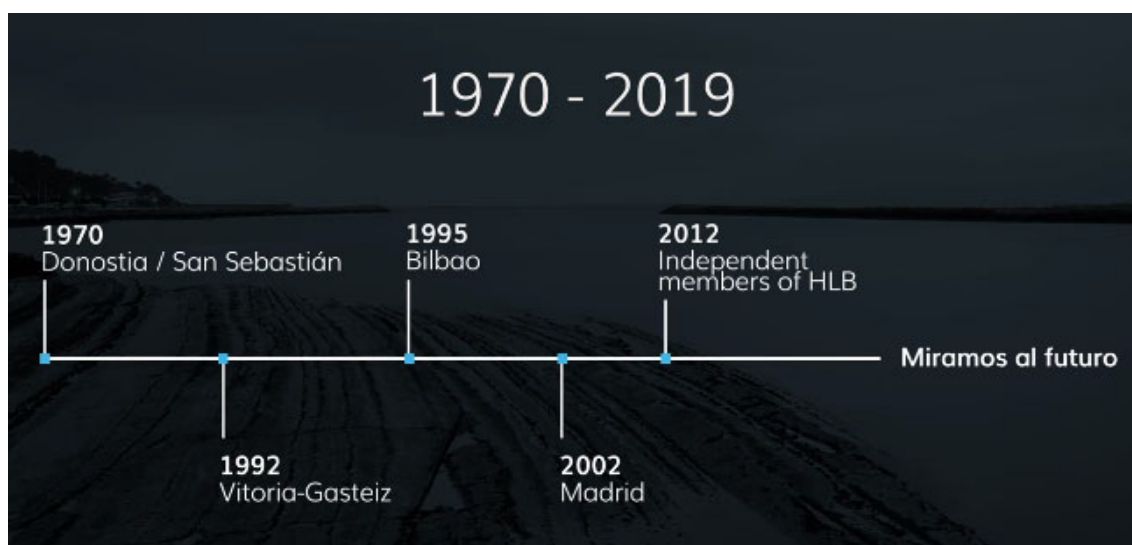 1970 - 2019
1970
Donostia / San Sebastián
1995
Bilbao
2012
Independent
members of HLB
Miramos al futuro
1992
Vitoria-Gasteiz
2002
Madrid